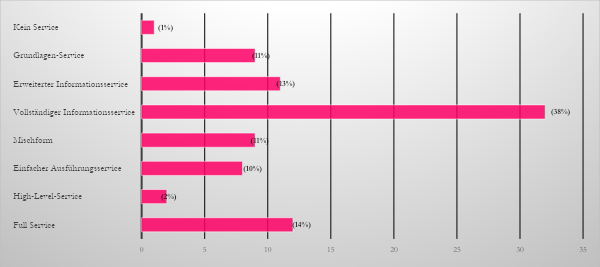 Kein Service (1%)
Grundlagen-Service (11%)
Erweiterter Informationsservice (13%)
Vollständiger Informationsservice (38%)
Mischform (11%)
Einfacher Ausführungsservice (10%)
High-Level-Service (2%)
Full Service (14%)
0 5 10 15 20 25 30 35